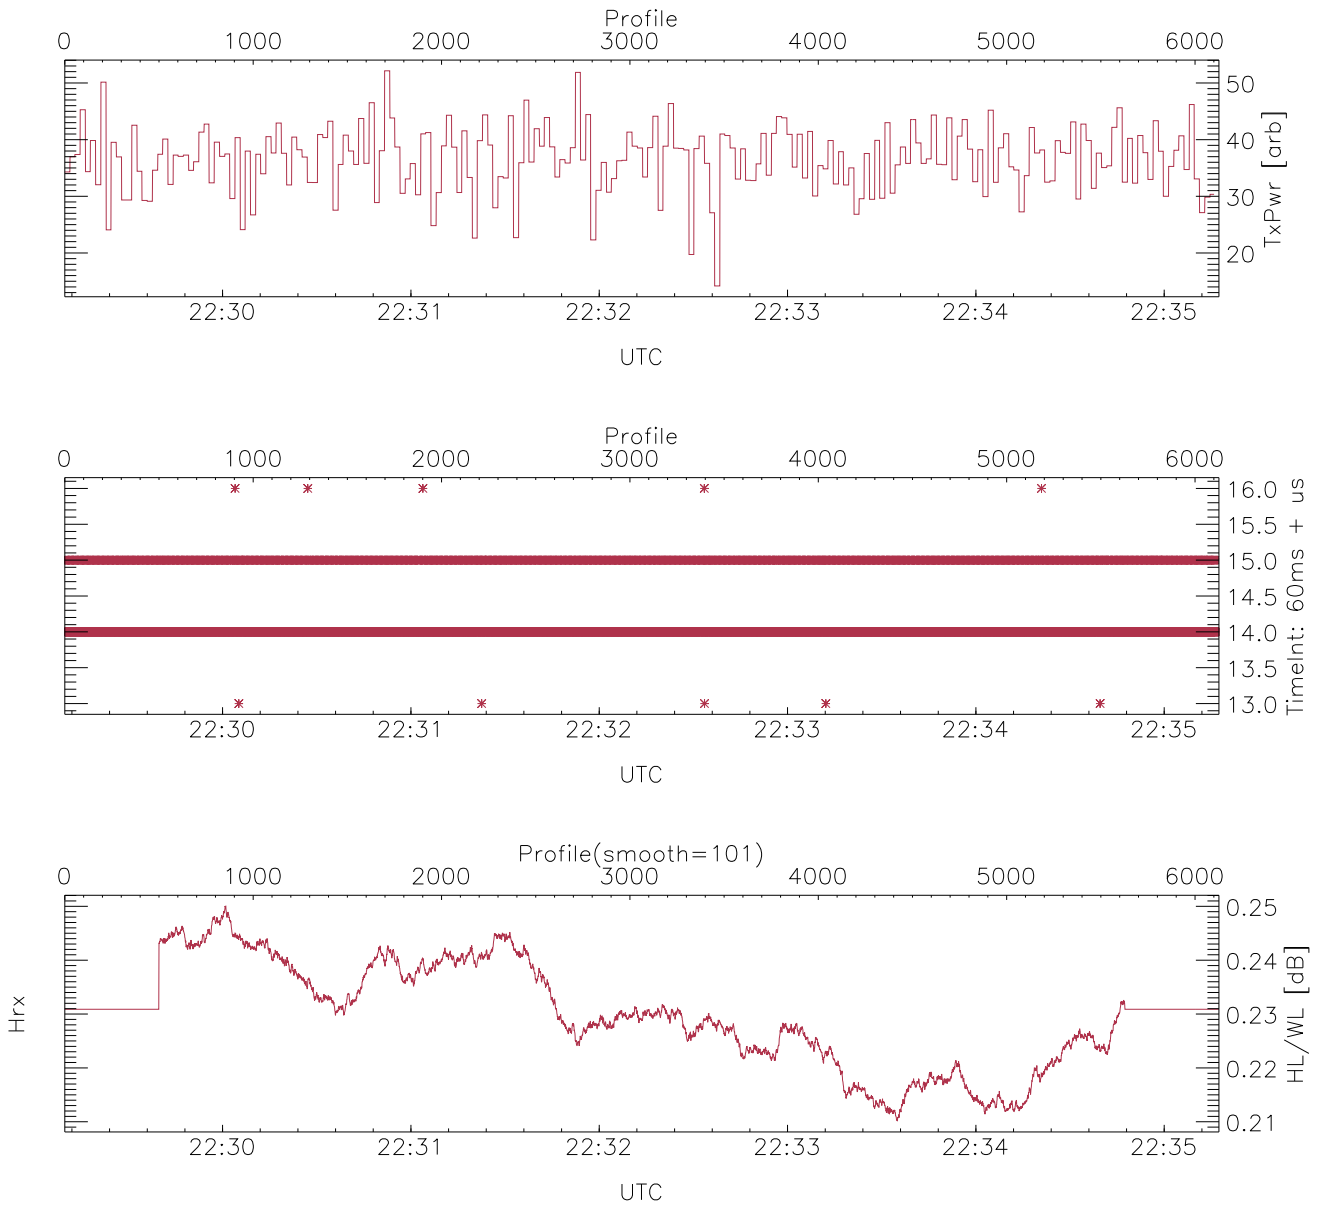 Profile
0 1000 2000 3000 4000 5000 6000
50
40
30
20
TxPwr [arb]
22:30 22:31 22:32 22:33 22:34 22:35
UTC
Profile
0 1000 2000 3000 4000 5000 6000
16.0
15.5
15.0
14.5
14.0
13.5
13.0
TimeInt: 60ms + us
22:30 22:31 22:32 22:33 22:34 22:35
UTC
Profile(smooth=101)
0 1000 2000 3000 4000 5000 6000
Hrx
0.25
0.24
0.23
0.22
0.21
HL/WL [dB]
22:30 22:31 22:32 22:33 22:34 22:35
UTC